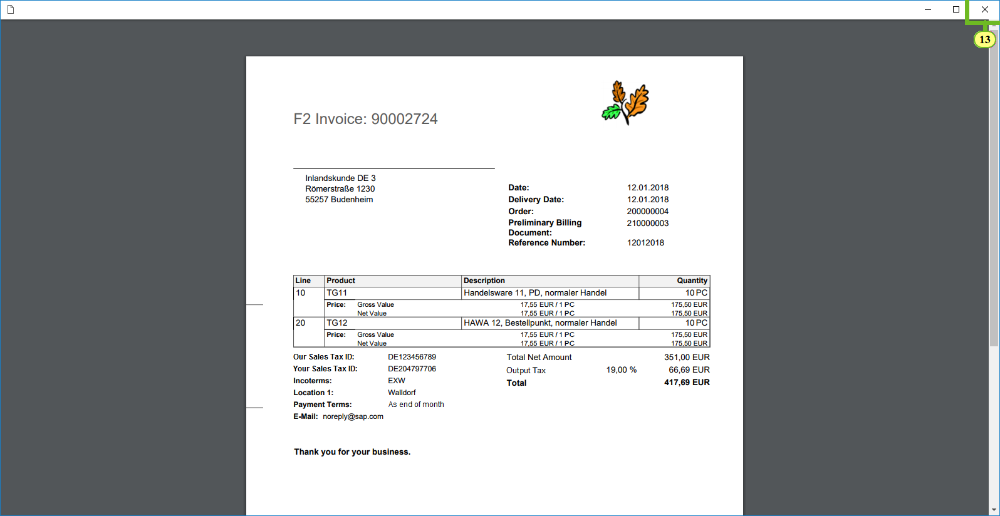 13
F2 Invoice: 90002724
Inlandskunde DE 3
Römerstraße 1230
55257 Budenheim
Date: 12.01.2018
Delivery Date: 12.01.2018
Order: 200000004
Preliminary Billing 210000003
Document:
Reference Number: 12012018
Line Product Description Quantity
10 TG11 Handelsware 11, PD, normaler Handel 10 PC
Price: Gross Value 17,55 EUR / 1 PC 175,50 EUR
Net Value 17,55 EUR / 1 PC 175,50 EUR
20 TG12 HAWA 12, Bestellpunkt, normaler Handel 10 PC
Price: Gross Value 17,55 EUR / 1 PC 175,50 EUR
Net Value 17,55 EUR / 1 PC 175,50 EUR
Our Sales Tax ID: DE123456789 Total Net Amount 351,00 EUR
Your Sales Tax ID: DE204797706 Output Tax 19,00 % 66,69 EUR
Incoterms: EXW Total 417,69 EUR
Location 1: Walldorf
Payment Terms: As end of month
E-Mail: noreply@sap.com
Thank you for your business.